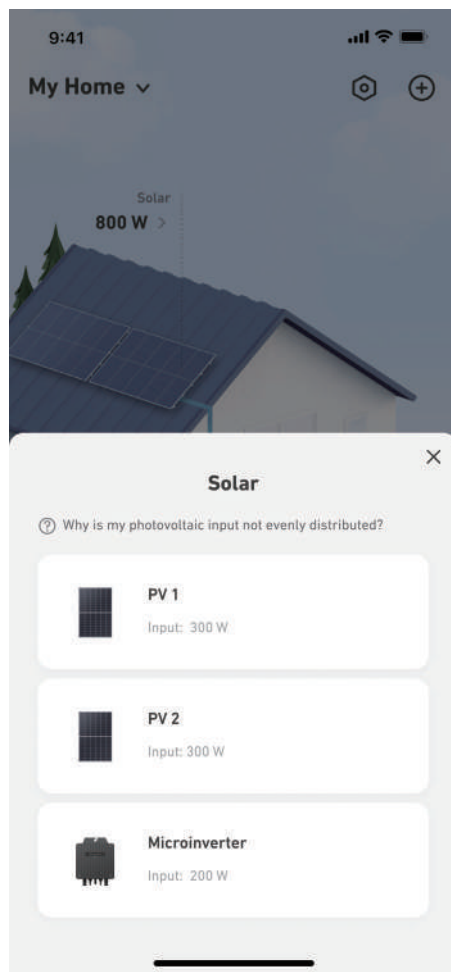 9:41
My Home
Solar
800 W >
Solar
Why is my photovoltaic input not evenly distributed?
PV 1
Input: 300 W
PV 2
Input: 300 W
Microinverter
Input: 200 W